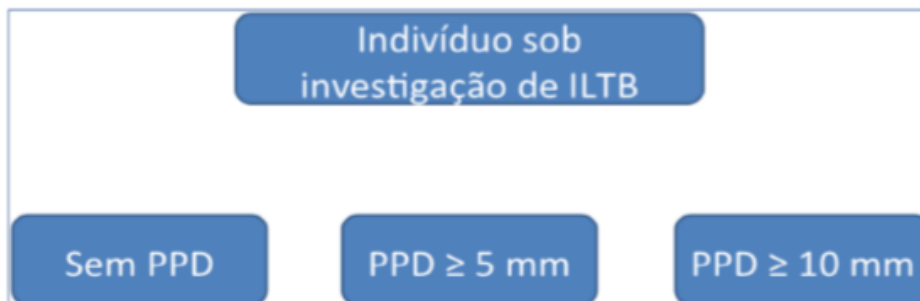 Indivíduo sob
investigação de ILTB
Sem PPD
PPD ≥ 5 mm
PPD ≥ 10 mm